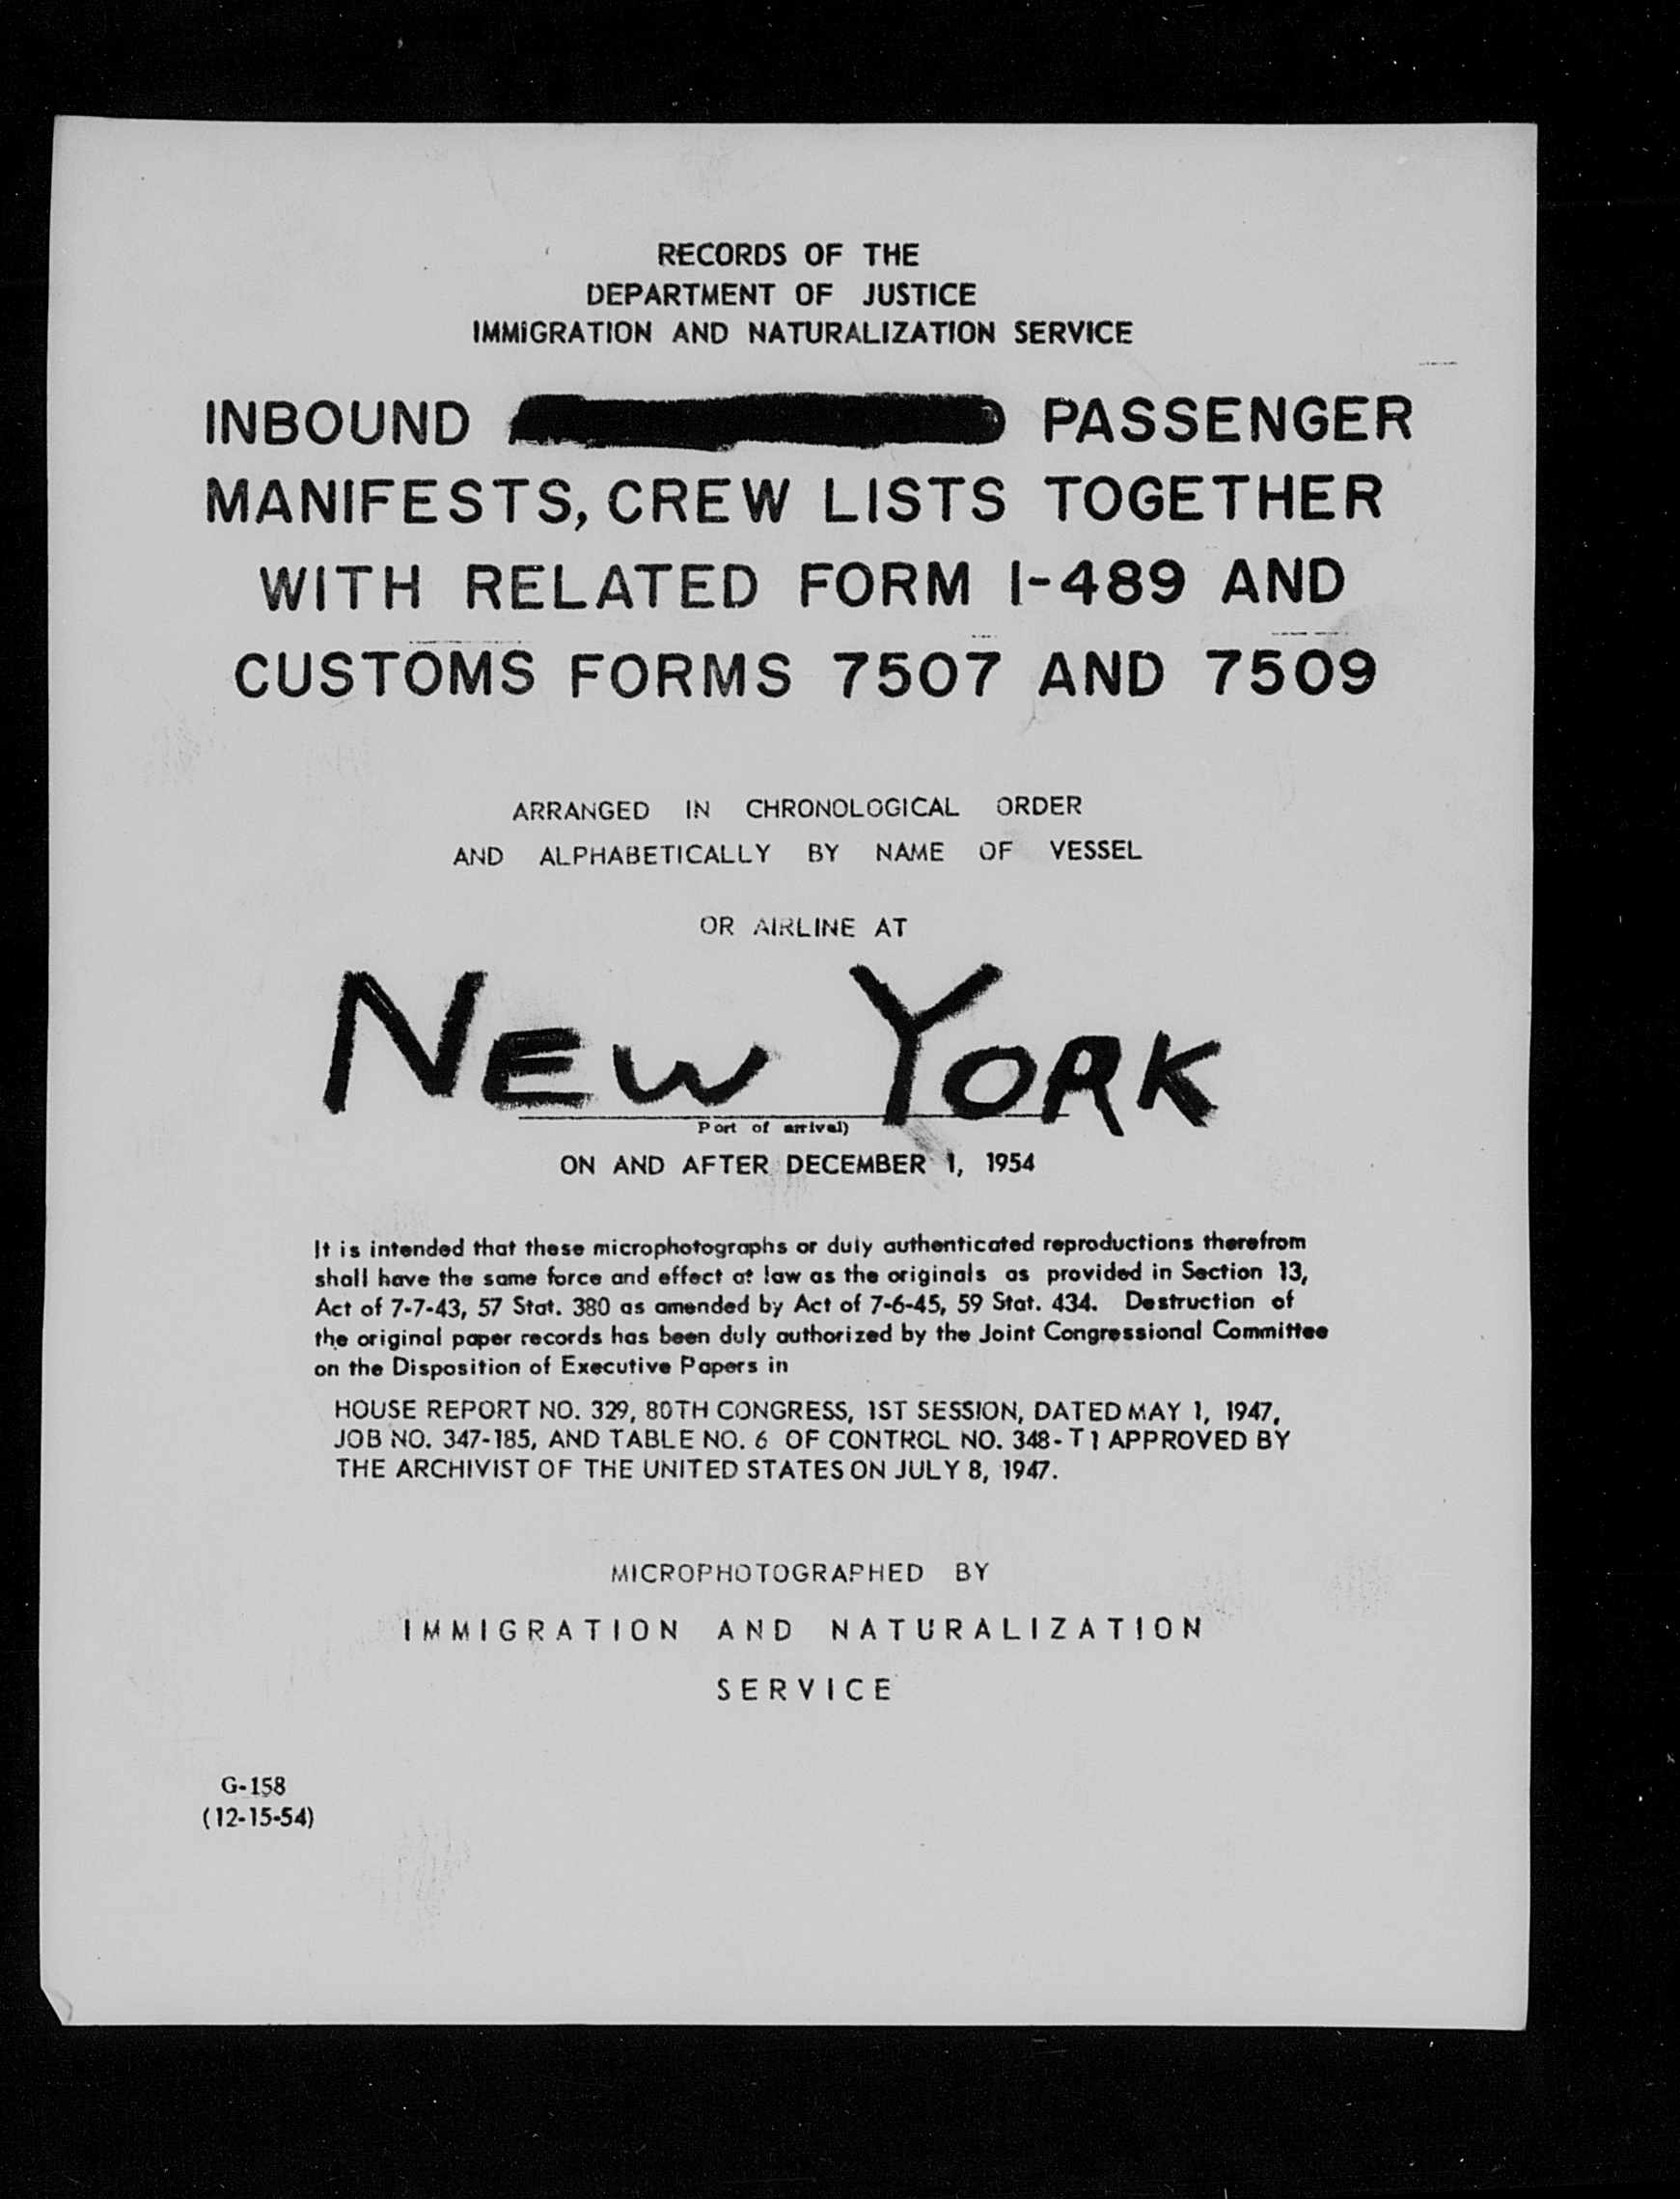 RECORDS OF THE
DEPARTMENT OF JUSTICE
IMMIGRATION AND NATURALIZATION SERVICE
INBOUND PASSENGER
MANIFESTS, CREW LISTS TOGETHER
WITH RELATED FORM I-489 AND
CUSTOMS FORMS 7507 AND 7509
ARRANGED IN CHRONOLOGICAL ORDER
AND ALPHABETICALLY BY NAME OF VESSEL
OR AIRLINE AT
NEW YORK
Port of arrival)
ON AND AFTER DECEMBER 1, 1954
It is intended that these microphotographs or duly authenticated reproductions therefrom
shall have the same force and effect at law as the originals as provided in Section 13,
Act of 7-7-43, 57 Stat. 380 as amended by Act of 7-6-45, 59 Stat. 434. Destruction of
the original paper records has been duly authorized by the Joint Congressional Committee
on the Disposition of Executive Papers in
HOUSE REPORT NO. 329, 80TH CONGRESS, 1ST SESSION, DATED MAY 1, 1947,
JOB NO. 347-185, AND TABLE NO. 6 OF CONTROL NO. 348-T1 APPROVED BY
THE ARCHIVIST OF THE UNITED STATES ON JULY 8, 1947.
MICROPHOTOGRAPHED BY
IMMIGRATION AND NATURALIZATION
SERVICE
G-158
(12-15-54)